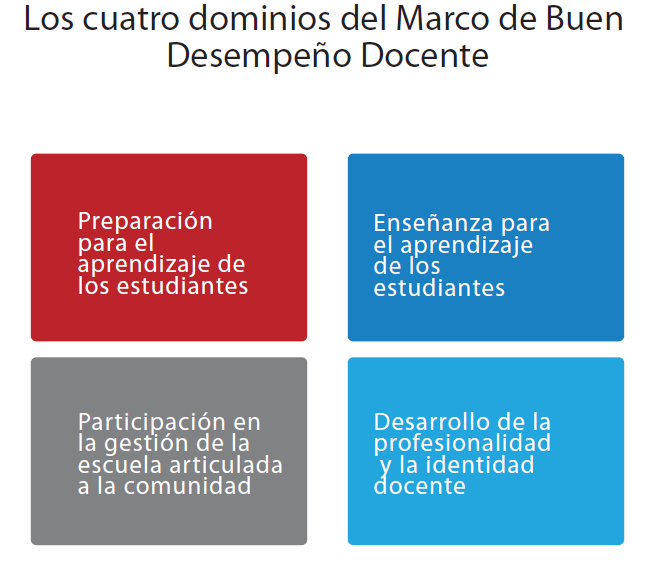 Los cuatro dominios del Marco de Buen
Desempeño Docente
Preparación
para el
aprendizaje de
los estudiantes
Enseñanza para
el aprendizaje
de los
estudiantes
Participación en
la gestión de la
escuela articulada
a la comunidad
Desarrollo de la
profesionalidad
y la identidad
docente